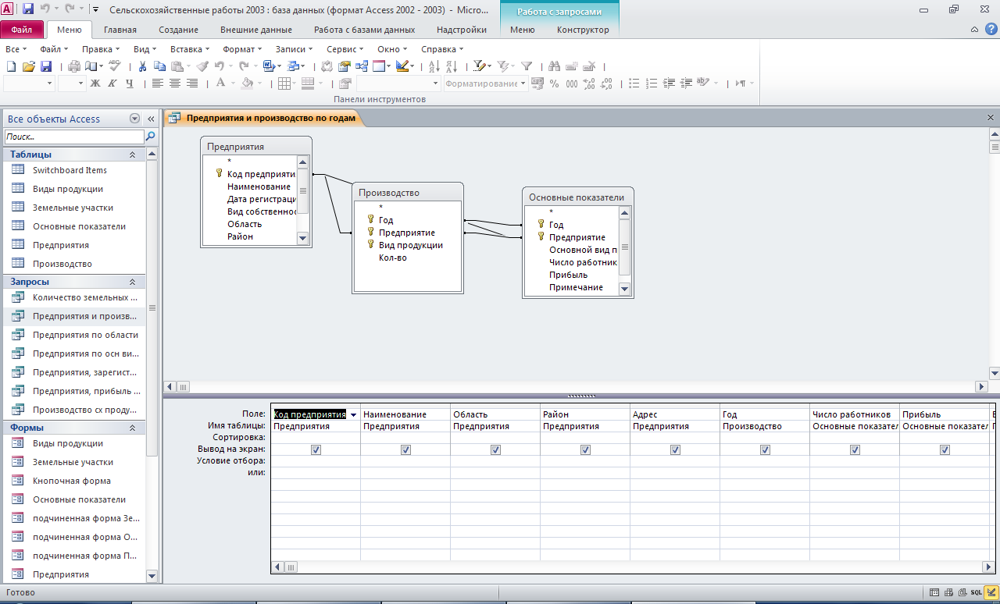 Сельскохозяйственные работы 2003 : база данных (формат Access 2002 - 2003) - Micro...
Работа с запросами
Файл Меню Главная Создание Внешние данные Работа с базами данных Надстройки Меню Конструктор
Все Файл Правка Вид Вставка Формат Записи Сервис Окно Справка
Ж К Ч Форматирование % 000
Панели инструментов
Все объекты Access
Предприятия и производство по годам
Поиск...
Таблицы
Switchboard Items
Виды продукции
Земельные участки
Основные показатели
Предприятия
Производство
Запросы
Количество земельных ...
Предприятия и произв...
Предприятия по области
Предприятия по осн ви...
Предприятия, зарегист...
Предприятия, прибыль ...
Производство сх проду...
Формы
Виды продукции
Земельные участки
Кнопочная форма
Основные показатели
подчиненная форма Зе...
подчиненная форма О...
подчиненная форма П...
Предприятия
Предприятия
*
Код предприяти
Наименование
Дата регистраци
Вид собственнос
Область
Район
Производство
*
Год
Предприятие
Вид продукции
Кол-во
Основные показатели
*
Год
Предприятие
Основной вид п
Число работник
Прибыль
Примечание
Поле: Код предприятия Наименование Область Район Адрес Год Число работников Прибыль
Имя таблицы: Предприятия Предприятия Предприятия Предприятия Предприятия Производство Основные показател Основные показател
Сортировка:
Вывод на экран:
Условие отбора:
или:
Готово SQL